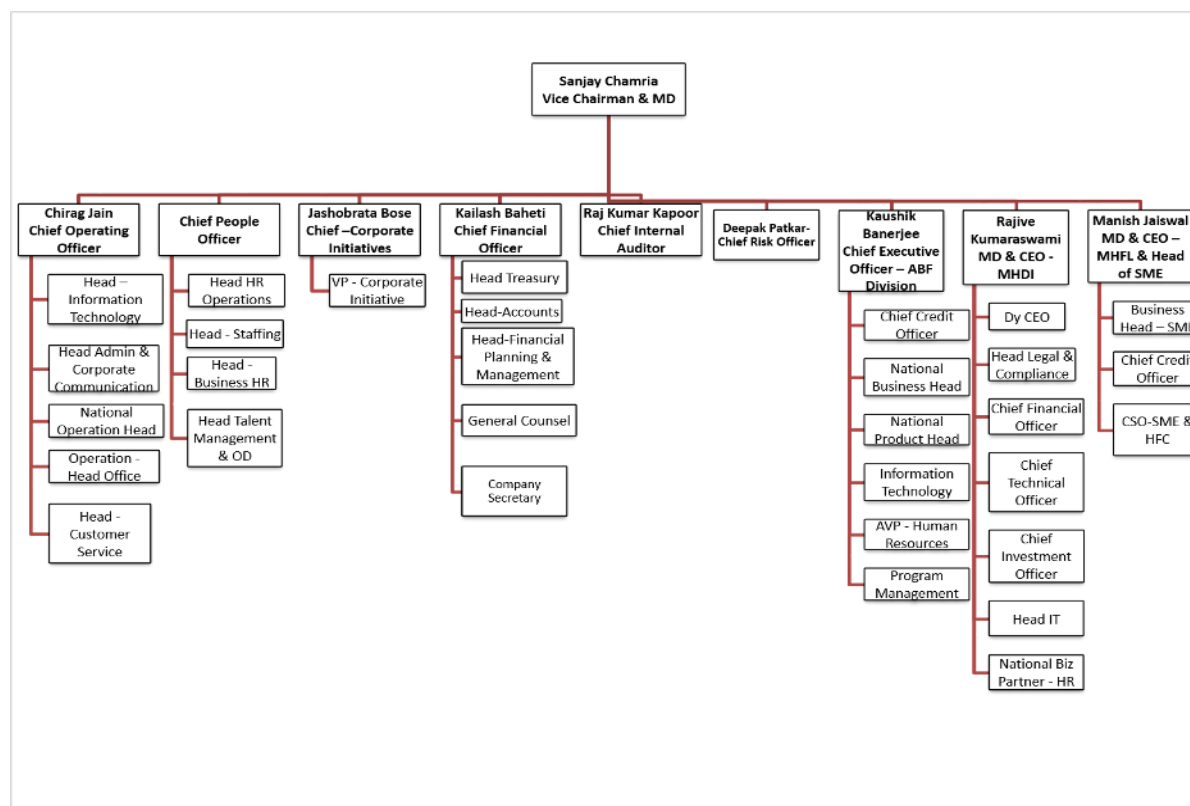 Sanjay Chamria
Vice Chairman & MD
Chirag Jain
Chief Operating
Officer
Head –
Information
Technology
Head Admin &
Corporate
Communication
National
Operation Head
Operation -
Head Office
Head -
Customer
Service
Chief People
Officer
Head HR
Operations
Head - Staffing
Head -
Business HR
Head Talent
Management
& OD
Jashobrata Bose
Chief –Corporate
Initiatives
VP - Corporate
Initiative
Kailash Baheti
Chief Financial
Officer
Head Treasury
Head-Accounts
Head-Financial
Planning &
Management
General Counsel
Company
Secretary
Raj Kumar Kapoor
Chief Internal
Auditor
Deepak Patkar-
Chief Risk Officer
Kaushik
Banerjee
Chief Executive
Officer – ABF
Division
Chief Credit
Officer
National
Business Head
National
Product Head
Information
Technology
AVP - Human
Resources
Program
Management
Rajive
Kumaraswami
MD & CEO -
MHDI
Dy CEO
Head Legal &
Compliance
Chief Financial
Officer
Chief
Technical
Officer
Chief
Investment
Officer
Head IT
National Biz
Partner - HR
Manish Jaiswal
MD & CEO –
MHFL & Head
of SME
Business
Head – SME
Chief Credit
Officer
CSO-SME &
HFC